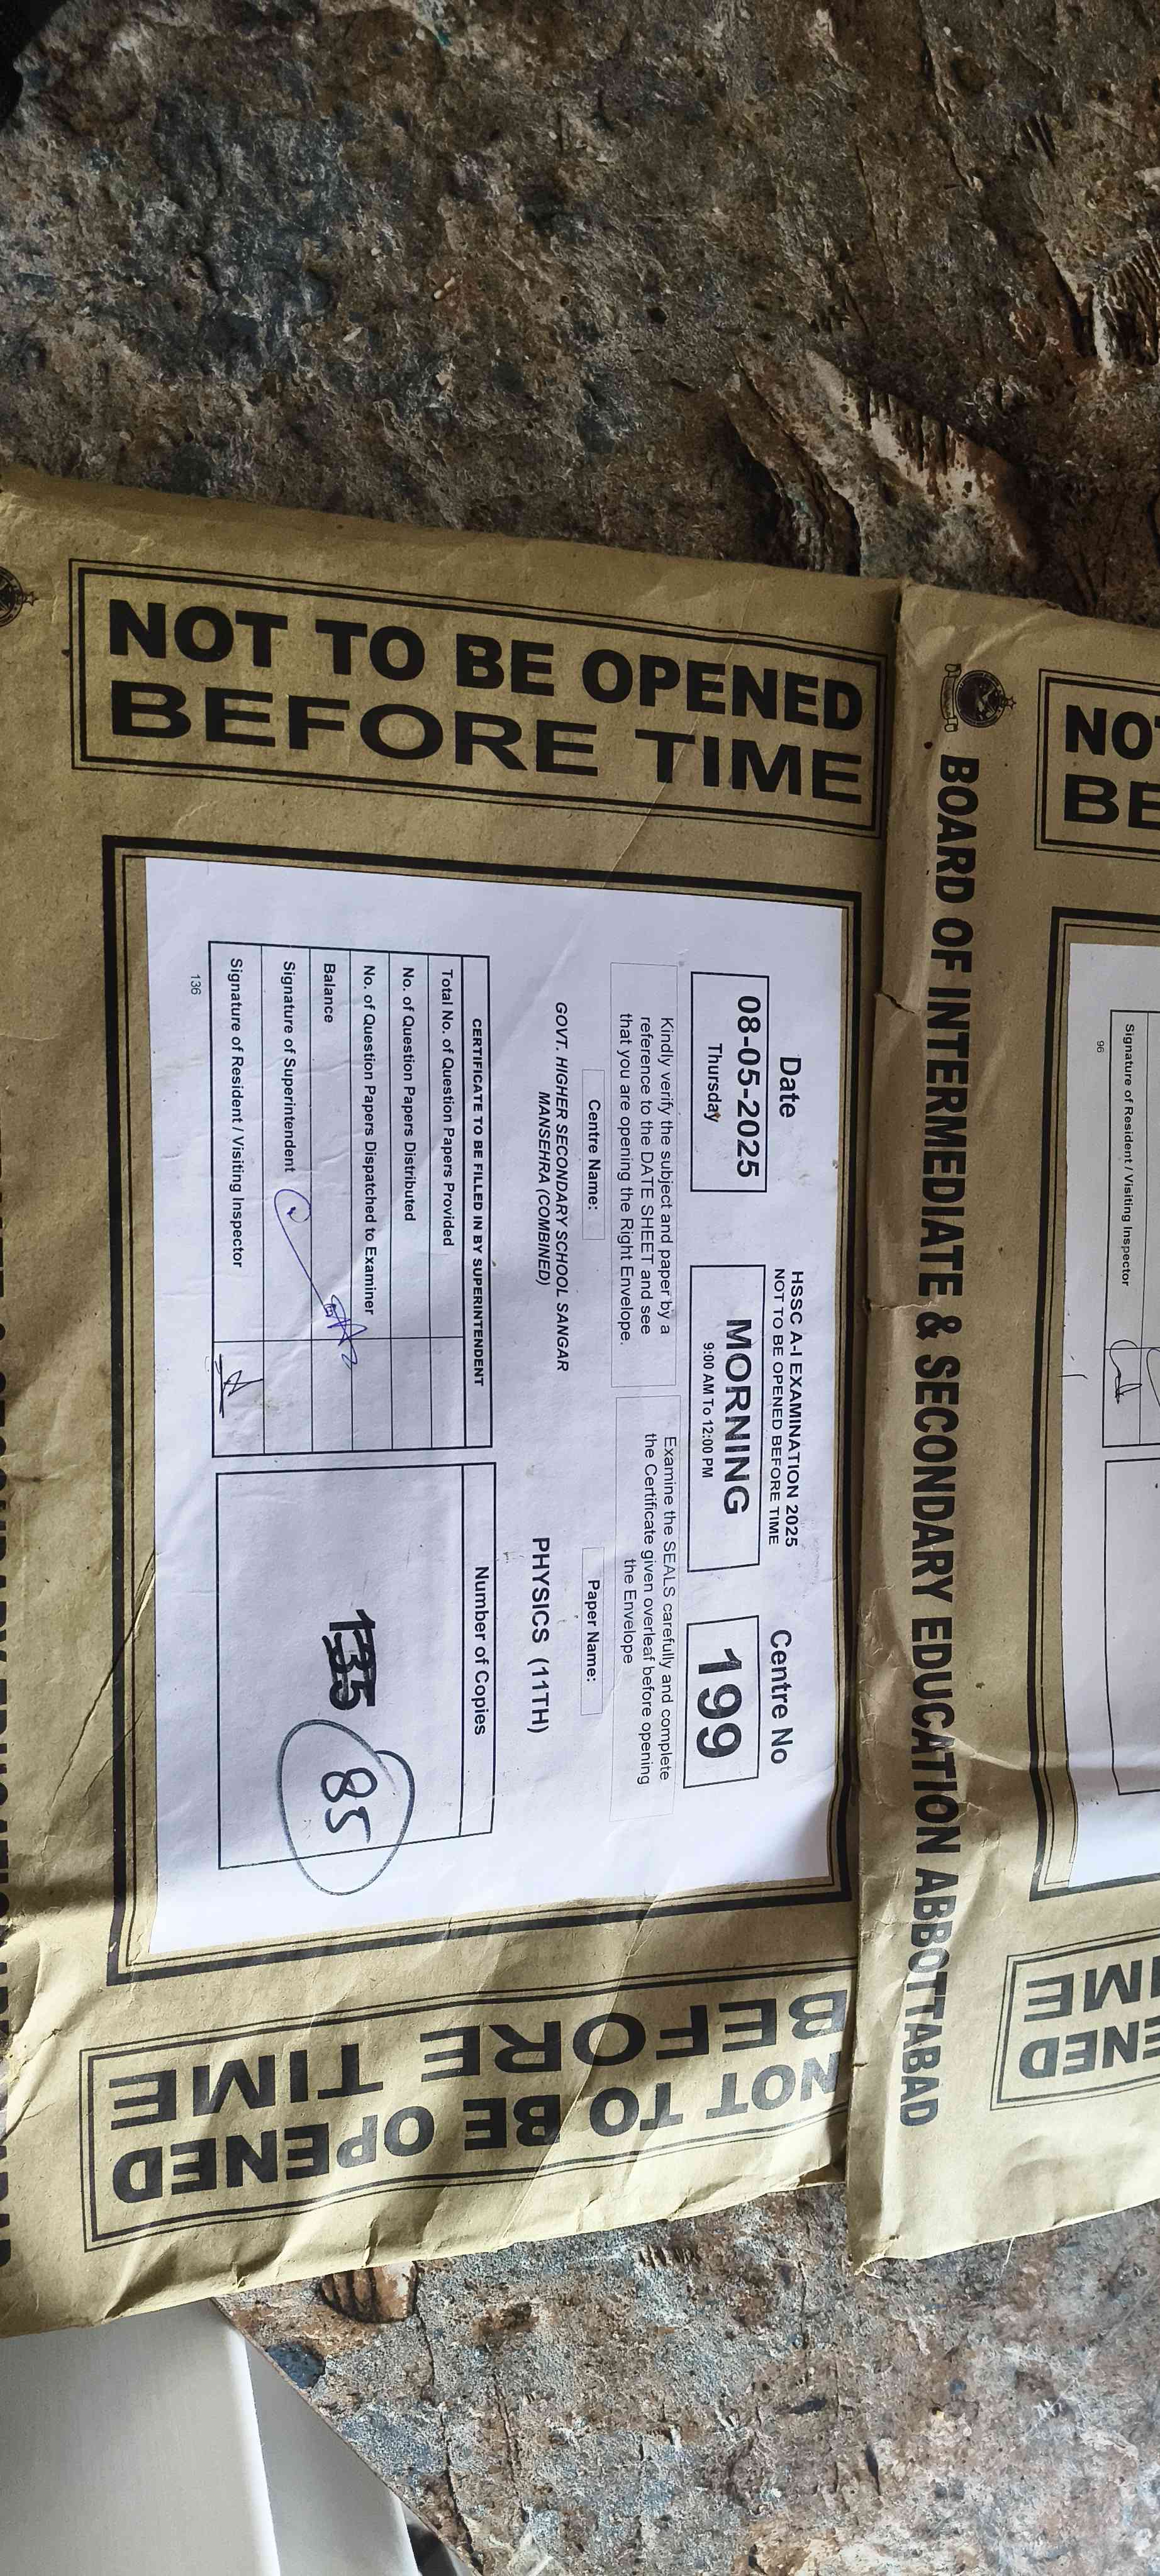 NOT TO BE OPENED
BEFORE TIME
BOARD OF INTERMEDIATE & SECONDARY EDUCATION ABBOTTABAD
Date
08-05-2025
Thursday
HSSC A-I EXAMINATION 2025
NOT TO BE OPENED BEFORE TIME
MORNING
9:00 AM To 12:00 PM
Centre No
199
Kindly verify the subject and paper by a
reference to the DATE SHEET and see
that you are opening the Right Envelope.
Examine the SEALS carefully and complete
the Certificate given overleaf before opening
the Envelope
Centre Name:
GOVT. HIGHER SECONDARY SCHOOL SANGAR
MANSEHRA (COMBINED)
Paper Name:
PHYSICS (11TH)
CERTIFICATE TO BE FILLED IN BY SUPERINTENDENT
Total No. of Question Papers Provided
No. of Question Papers Distributed
No. of Question Papers Dispatched to Examiner
Balance
Signature of Superintendent
Signature of Resident / Visiting Inspector
136
Number of Copies
135
85
NOT TO BE OPENED
BEFORE TIME
NOT
BE
Signature of Resident / Visiting Inspector
96
ENED
IME